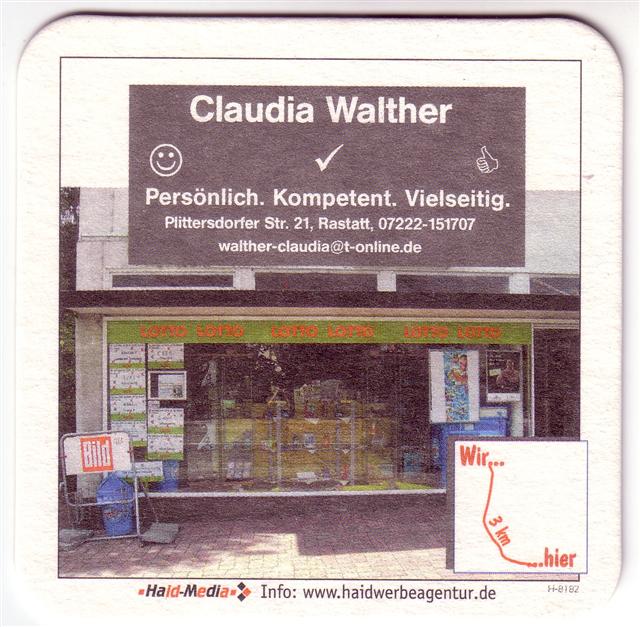 Claudia Walther
Persönlich. Kompetent. Vielseitig.
Plittersdorfer Str. 21, Rastatt, 07222-151707
walther-claudia@t-online.de
LOTTO LOTTO LOTTO LOTTO LOTTO LOTTO
Bild
Wir...
3 km
...hier
Haid-Media Info: www.haidwerbeagentur.de
H-8182